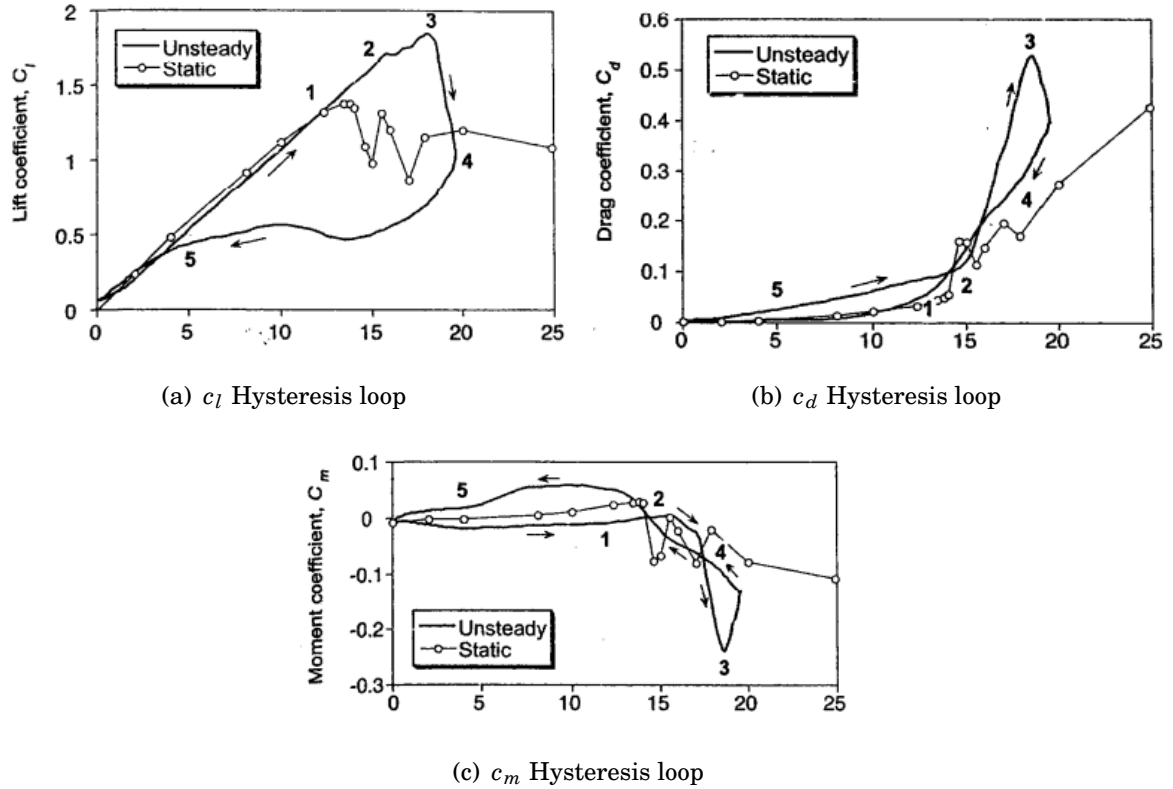 2
3
Unsteady
Static
2
1.5
1
Lift coefficient, C_l
1
4
0.5
5
0
0 5 10 15 20 25
(a) c_l Hysteresis loop
0.6
3
Unsteady
Static
0.5
0.4
Drag coefficient, C_d
0.3
4
0.2
5
0.1
2
1
0
0 5 10 15 20 25
(b) c_d Hysteresis loop
0.1
5
2
0
1
4
Moment coefficient, C_m
-0.1
Unsteady
Static
-0.2
3
-0.3
0 5 10 15 20 25
(c) c_m Hysteresis loop